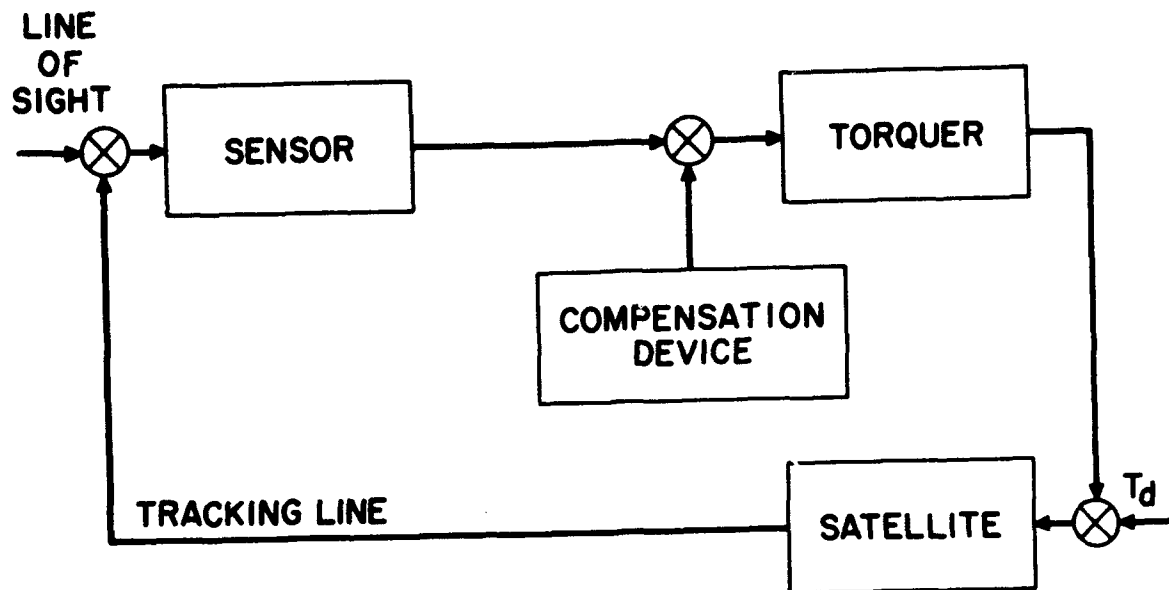 LINE
OF
SIGHT
SENSOR
TORQUER
COMPENSATION
DEVICE
TRACKING LINE
SATELLITE
Td